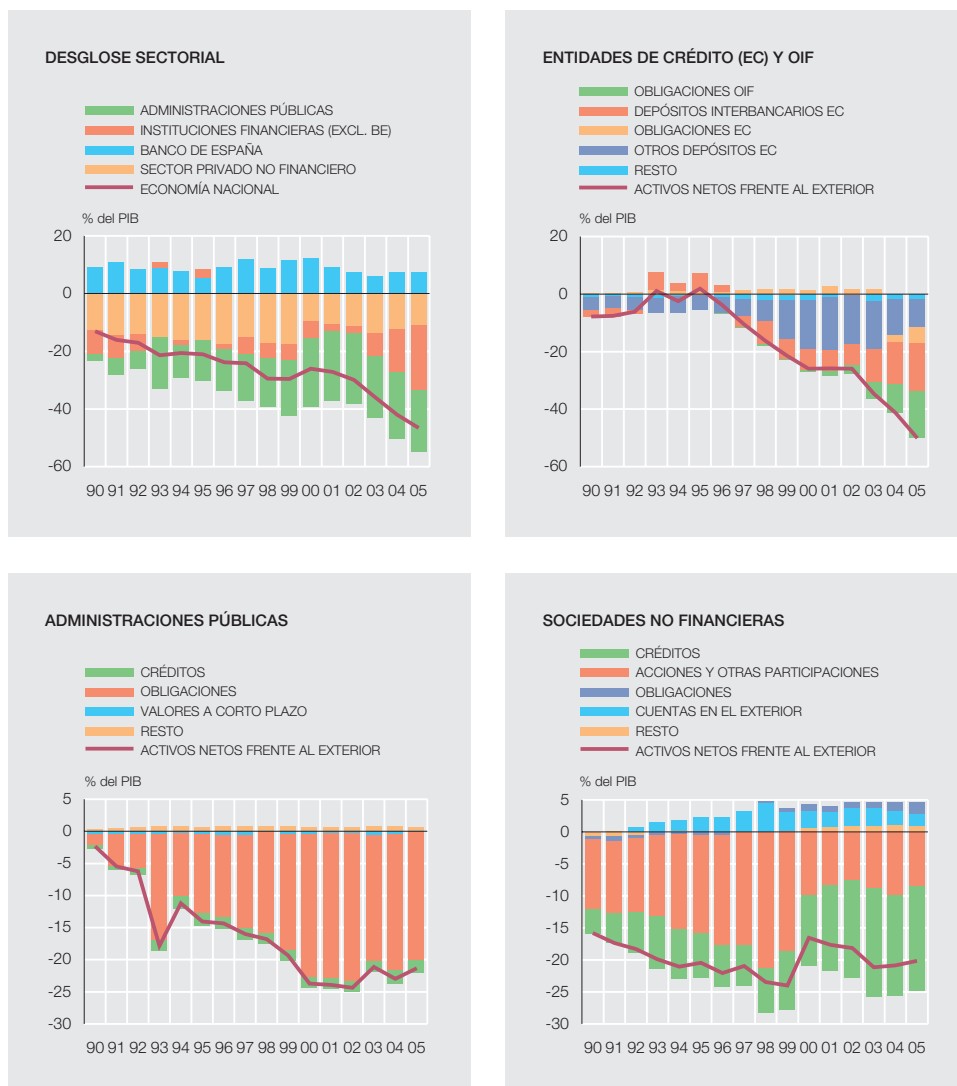 DESGLOSE SECTORIAL
ADMINISTRACIONES PÚBLICAS
INSTITUCIONES FINANCIERAS (EXCL. BE)
BANCO DE ESPAÑA
SECTOR PRIVADO NO FINANCIERO
ECONOMÍA NACIONAL
% del PIB
20
0
-20
-40
-60
90 91 92 93 94 95 96 97 98 99 00 01 02 03 04 05
ENTIDADES DE CRÉDITO (EC) Y OIF
OBLIGACIONES OIF
DEPÓSITOS INTERBANCARIOS EC
OBLIGACIONES EC
OTROS DEPÓSITOS EC
RESTO
ACTIVOS NETOS FRENTE AL EXTERIOR
% del PIB
20
0
-20
-40
-60
90 91 92 93 94 95 96 97 98 99 00 01 02 03 04 05
ADMINISTRACIONES PÚBLICAS
CRÉDITOS
OBLIGACIONES
VALORES A CORTO PLAZO
RESTO
ACTIVOS NETOS FRENTE AL EXTERIOR
% del PIB
5
0
-5
-10
-15
-20
-25
-30
90 91 92 93 94 95 96 97 98 99 00 01 02 03 04 05
SOCIEDADES NO FINANCIERAS
CRÉDITOS
ACCIONES Y OTRAS PARTICIPACIONES
OBLIGACIONES
CUENTAS EN EL EXTERIOR
RESTO
ACTIVOS NETOS FRENTE AL EXTERIOR
% del PIB
5
0
-5
-10
-15
-20
-25
-30
90 91 92 93 94 95 96 97 98 99 00 01 02 03 04 05